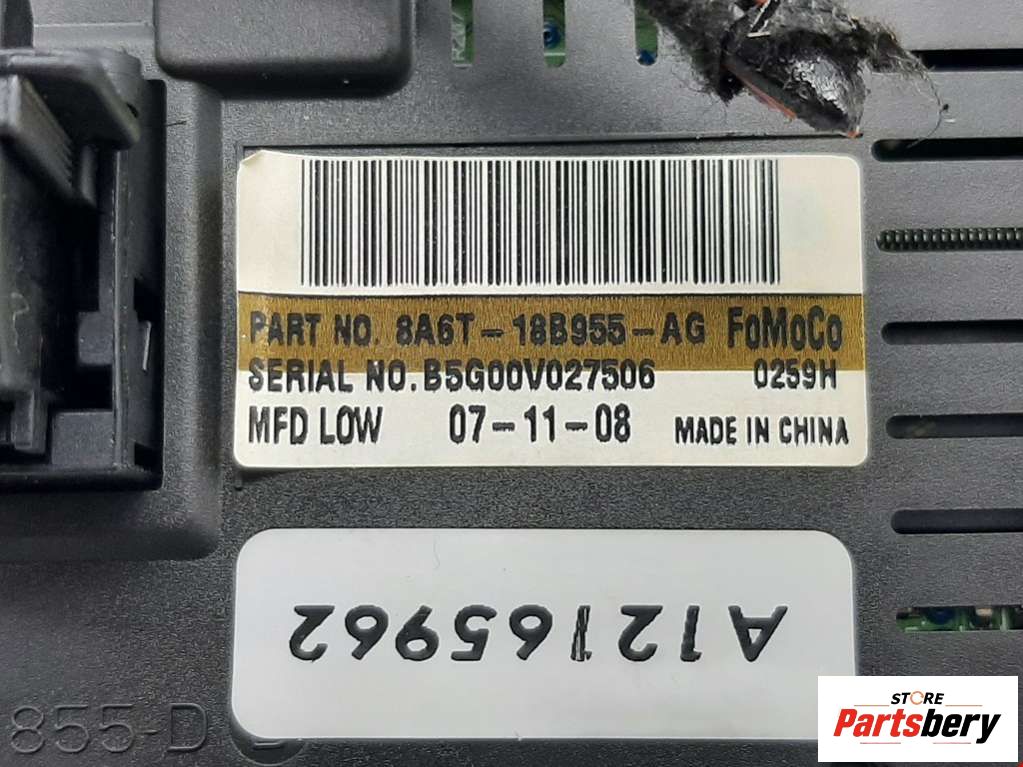 PART NO. 8A6T-18B955-AG FoMoCo
SERIAL NO. B5G00V027506 0259H
MFD LOW 07-11-08 MADE IN CHINA
A12165962
855-D
STORE
Partsbery